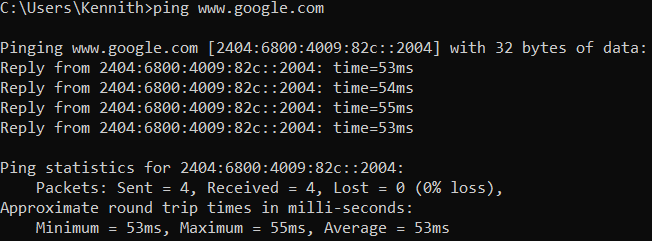 C:\Users\Kennith>ping www.google.com
Pinging www.google.com [2404:6800:4009:82c::2004] with 32 bytes of data:
Reply from 2404:6800:4009:82c::2004: time=53ms
Reply from 2404:6800:4009:82c::2004: time=54ms
Reply from 2404:6800:4009:82c::2004: time=55ms
Reply from 2404:6800:4009:82c::2004: time=53ms
Ping statistics for 2404:6800:4009:82c::2004:
    Packets: Sent = 4, Received = 4, Lost = 0 (0% loss),
Approximate round trip times in milli-seconds:
    Minimum = 53ms, Maximum = 55ms, Average = 53ms